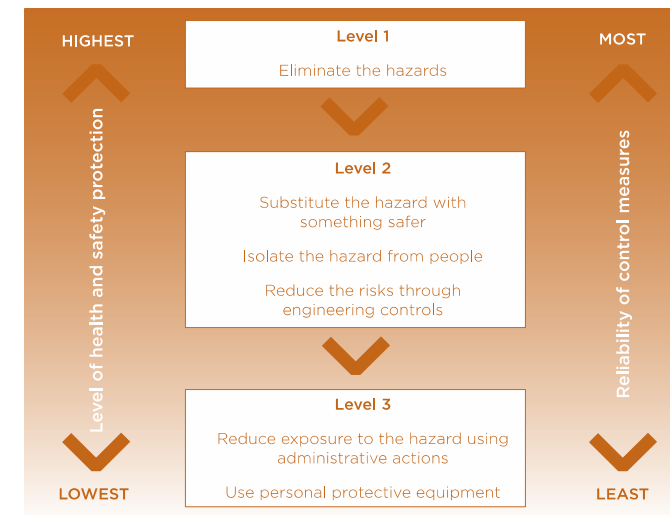 HIGHEST
Level of health and safety protection
LOWEST
Level 1
Eliminate the hazards
Level 2
Substitute the hazard with
something safer
Isolate the hazard from people
Reduce the risks through
engineering controls
Level 3
Reduce exposure to the hazard using
administrative actions
Use personal protective equipment
MOST
Reliability of control measures
LEAST